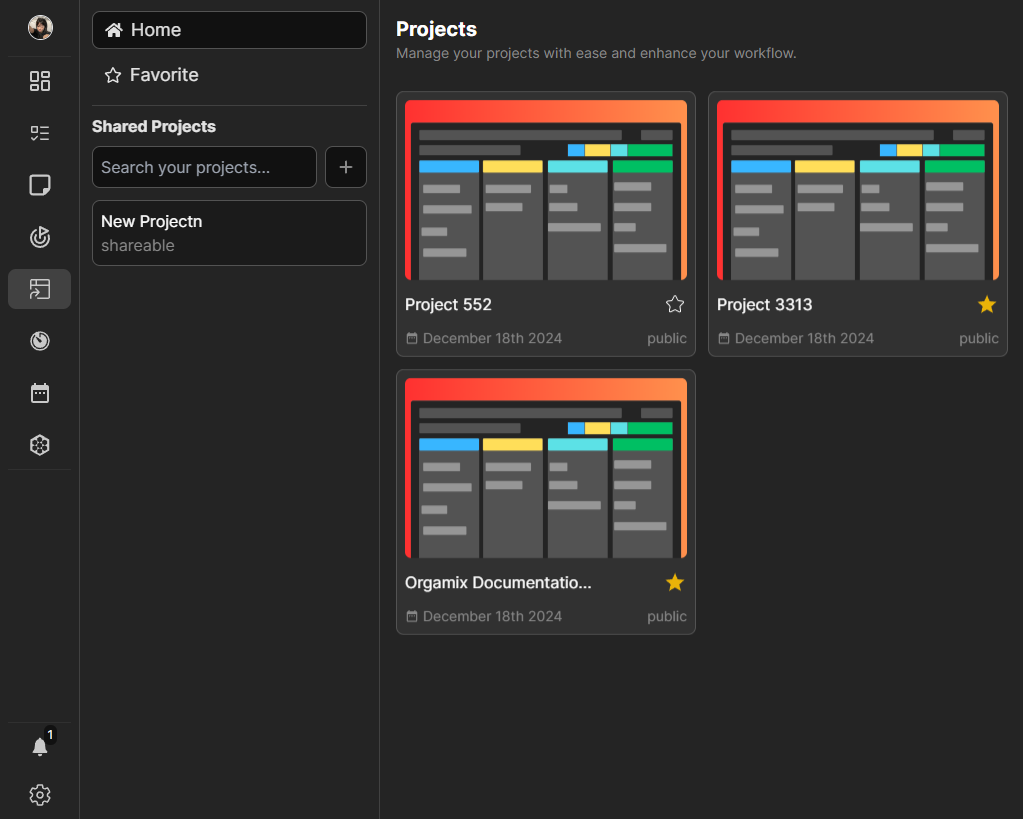 Home
Favorite
Shared Projects
Search your projects...
New Projectn
shareable
1
Projects
Manage your projects with ease and enhance your workflow.
Project 552
December 18th 2024 public
Project 3313
December 18th 2024 public
Orgamix Documentatio...
December 18th 2024 public